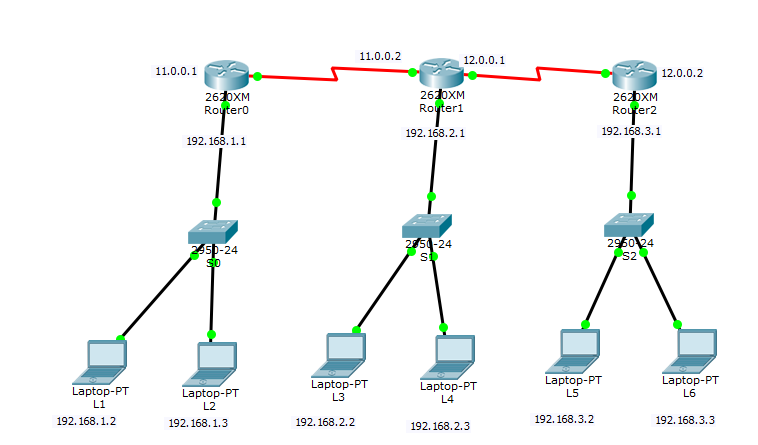 11.0.0.1
2620XM
Router0
11.0.0.2
2620XM
Router1
12.0.0.1
2620XM
Router2
12.0.0.2
192.168.1.1
192.168.2.1
192.168.3.1
2950-24
S0
2950-24
S1
2950-24
S2
Laptop-PT
L1
192.168.1.2
Laptop-PT
L2
192.168.1.3
Laptop-PT
L3
192.168.2.2
Laptop-PT
L4
192.168.2.3
Laptop-PT
L5
192.168.3.2
Laptop-PT
L6
192.168.3.3